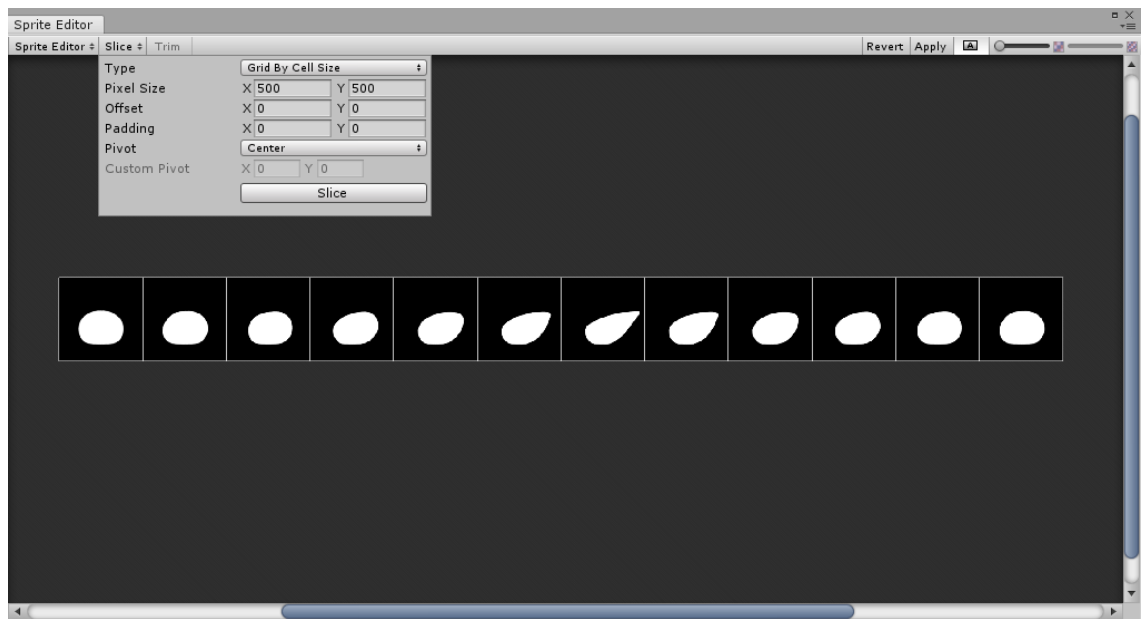 Sprite Editor
Sprite Editor Slice Trim Revert Apply A
Type Grid By Cell Size
Pixel Size X 500 Y 500
Offset X 0 Y 0
Padding X 0 Y 0
Pivot Center
Custom Pivot X 0 Y 0
Slice